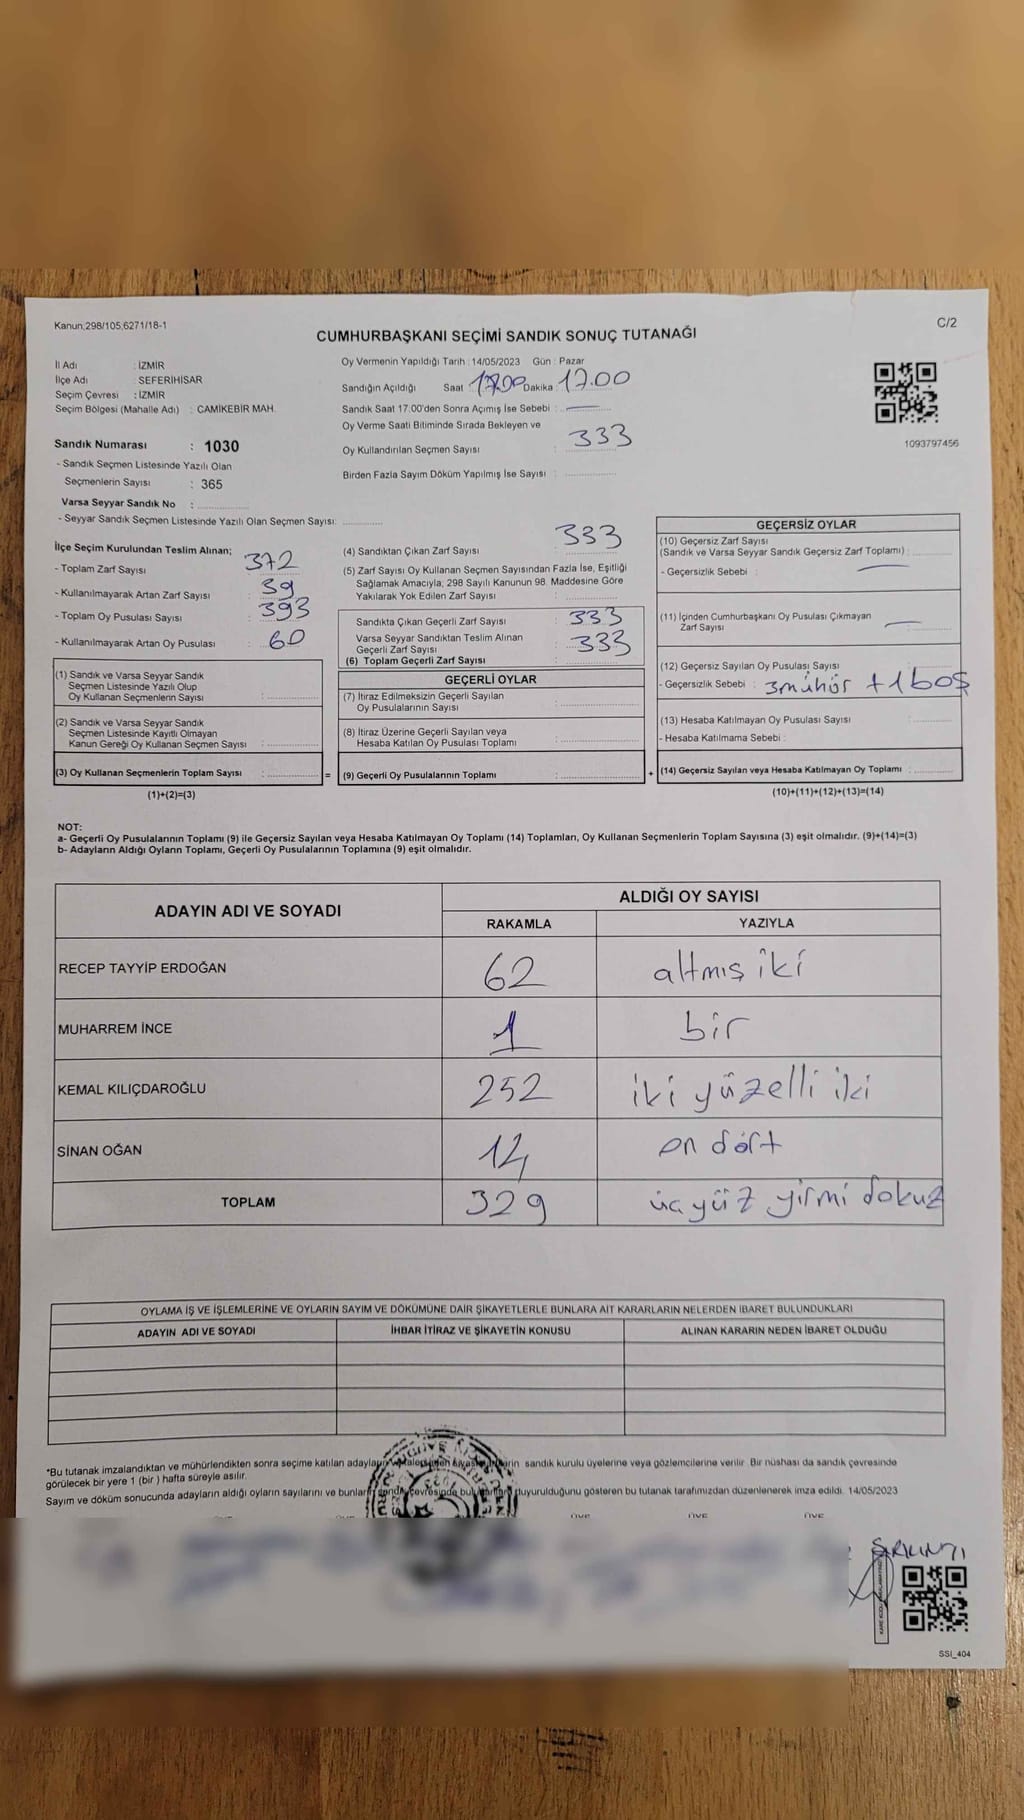 Kanun;298/105;6271/18-1
C/2
CUMHURBAŞKANI SEÇİMİ SANDIK SONUÇ TUTANAĞI
İl Adı : İZMİR
İlçe Adı : SEFERİHİSAR
Seçim Çevresi : İZMİR
Seçim Bölgesi (Mahalle Adı) : CAMİKEBİR MAH.
Sandık Numarası : 1030
- Sandık Seçmen Listesinde Yazılı Olan
Seçmenlerin Sayısı : 365
Varsa Seyyar Sandık No :
- Seyyar Sandık Seçmen Listesinde Yazılı Olan Seçmen Sayısı:
Oy Vermenin Yapıldığı Tarih : 14/05/2023 Gün : Pazar
Sandığın Açıldığı Saat : 17.00 Dakika : 17.00
Sandık Saat 17.00'den Sonra Açımış İse Sebebi :
Oy Verme Saati Bitiminde Sırada Bekleyen ve
Oy Kullandırılan Seçmen Sayısı : 333
Birden Fazla Sayım Döküm Yapılmış İse Sayısı :
1093797456
İlçe Seçim Kurulundan Teslim Alınan;
- Toplam Zarf Sayısı : 372
- Kullanılmayarak Artan Zarf Sayısı : 39
- Toplam Oy Pusulası Sayısı : 393
- Kullanılmayarak Artan Oy Pusulası : 60
(4) Sandıktan Çıkan Zarf Sayısı : 333
(5) Zarf Sayısı Oy Kullanan Seçmen Sayısından Fazla İse, Eşitliği
Sağlamak Amacıyla; 298 Sayılı Kanunun 98. Maddesine Göre
Yakılarak Yok Edilen Zarf Sayısı :
Sandıkta Çıkan Geçerli Zarf Sayısı : 333
Varsa Seyyar Sandıktan Teslim Alınan
Geçerli Zarf Sayısı : 333
(6) Toplam Geçerli Zarf Sayısı :
GEÇERSİZ OYLAR
(10) Geçersiz Zarf Sayısı
(Sandık ve Varsa Seyyar Sandık Geçersiz Zarf Toplamı) :
- Geçersizlik Sebebi :
(11) İçinden Cumhurbaşkanı Oy Pusulası Çıkmayan
Zarf Sayısı :
(12) Geçersiz Sayılan Oy Pusulası Sayısı :
- Geçersizlik Sebebi : 3 mühür + 1 boş
(13) Hesaba Katılmayan Oy Pusulası Sayısı :
- Hesaba Katılmama Sebebi :
(14) Geçersiz Sayılan veya Hesaba Katılmayan Oy Toplamı :
(10)+(11)+(12)+(13)=(14)
(1) Sandık ve Varsa Seyyar Sandık
Seçmen Listesinde Yazılı Olup
Oy Kullanan Seçmenlerin Sayısı :
(2) Sandık ve Varsa Seyyar Sandık
Seçmen Listesinde Kayıtlı Olmayan
Kanun Gereği Oy Kullanan Seçmen Sayısı :
(3) Oy Kullanan Seçmenlerin Toplam Sayısı :
(1)+(2)=(3)
=
GEÇERLİ OYLAR
(7) İtiraz Edilmeksizin Geçerli Sayılan
Oy Pusulalarının Sayısı :
(8) İtiraz Üzerine Geçerli Sayılan veya
Hesaba Katılan Oy Pusulası Toplamı :
(9) Geçerli Oy Pusulalarının Toplamı :
+
NOT:
a- Geçerli Oy Pusulalarının Toplamı (9) ile Geçersiz Sayılan veya Hesaba Katılmayan Oy Toplamı (14) Toplamları, Oy Kullanan Seçmenlerin Toplam Sayısına (3) eşit olmalıdır. (9)+(14)=(3)
b- Adayların Aldığı Oyların Toplamı, Geçerli Oy Pusulalarının Toplamına (9) eşit olmalıdır.
ADAYIN ADI VE SOYADI
ALDIĞI OY SAYISI
RAKAMLA YAZIYLA
RECEP TAYYİP ERDOĞAN 62 altmış iki
MUHARREM İNCE 1 bir
KEMAL KILIÇDAROĞLU 252 iki yüzelli iki
SİNAN OĞAN 14 on dört
TOPLAM 329 üç yüz yirmi dokuz
OYLAMA İŞ VE İŞLEMLERİNE VE OYLARIN SAYIM VE DÖKÜMÜNE DAİR ŞİKAYETLERLE BUNLARA AİT KARARLARIN NELERDEN İBARET BULUNDUKLARI
ADAYIN ADI VE SOYADI İHBAR İTİRAZ VE ŞİKAYETİN KONUSU ALINAN KARARIN NEDEN İBARET OLDUĞU
*Bu tutanak imzalandıktan ve mühürlendikten sonra seçime katılan sandık kurulu üyelerine veya gözlemcilerine verilir. Bir nüshası da sandık çevresinde
görülecek bir yere 1 (bir ) hafta süreyle asılır.
Sayım ve döküm sonucunda adayların aldığı oyların sayılarını ve bunların sandık çevresinde duyurulduğunu gösteren bu tutanak tarafımızdan düzenlenerek imza edildi. 14/05/2023
ÜYE ÜYE ÜYE ÜYE
SSI_404